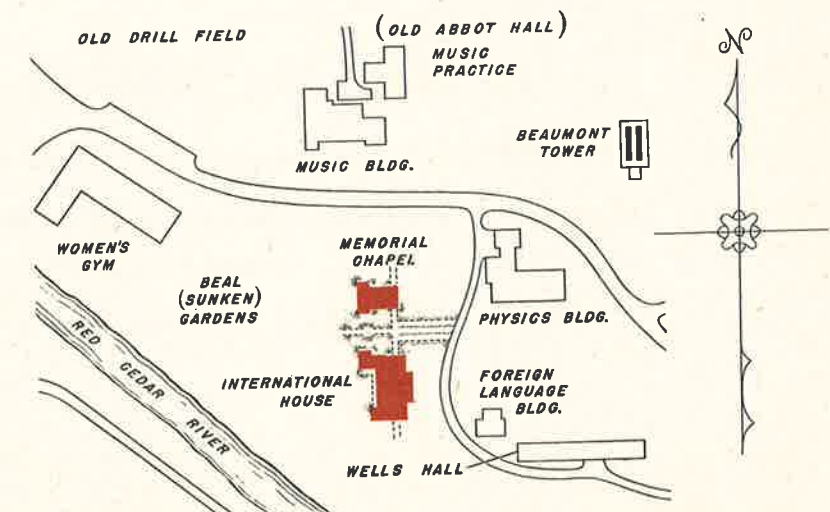 OLD DRILL FIELD
(OLD ABBOT HALL)
MUSIC
PRACTICE
N
BEAUMONT
TOWER
MUSIC BLDG.
WOMEN'S
GYM
MEMORIAL
CHAPEL
BEAL
(SUNKEN)
GARDENS
PHYSICS BLDG.
RED CEDAR RIVER
INTERNATIONAL
HOUSE
FOREIGN
LANGUAGE
BLDG.
WELLS HALL